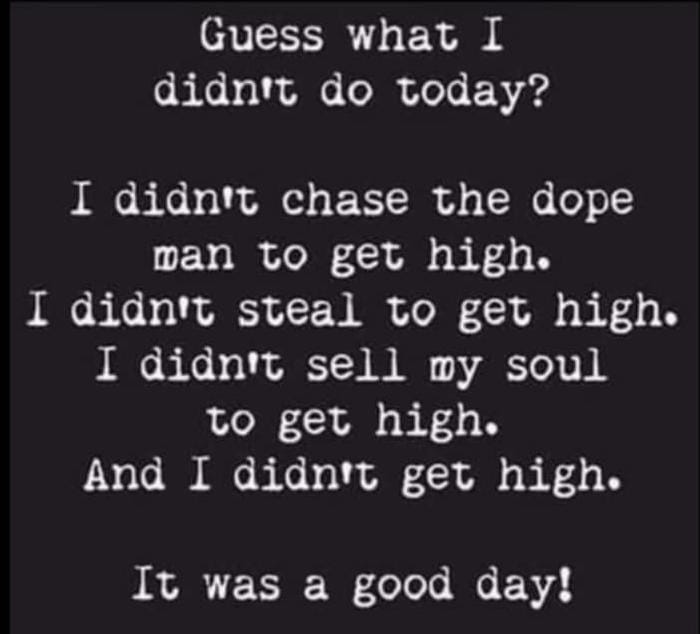 Guess what I
didn't do today?
I didn't chase the dope
man to get high.
I didn't steal to get high.
I didn't sell my soul
to get high.
And I didn't get high.
It was a good day!